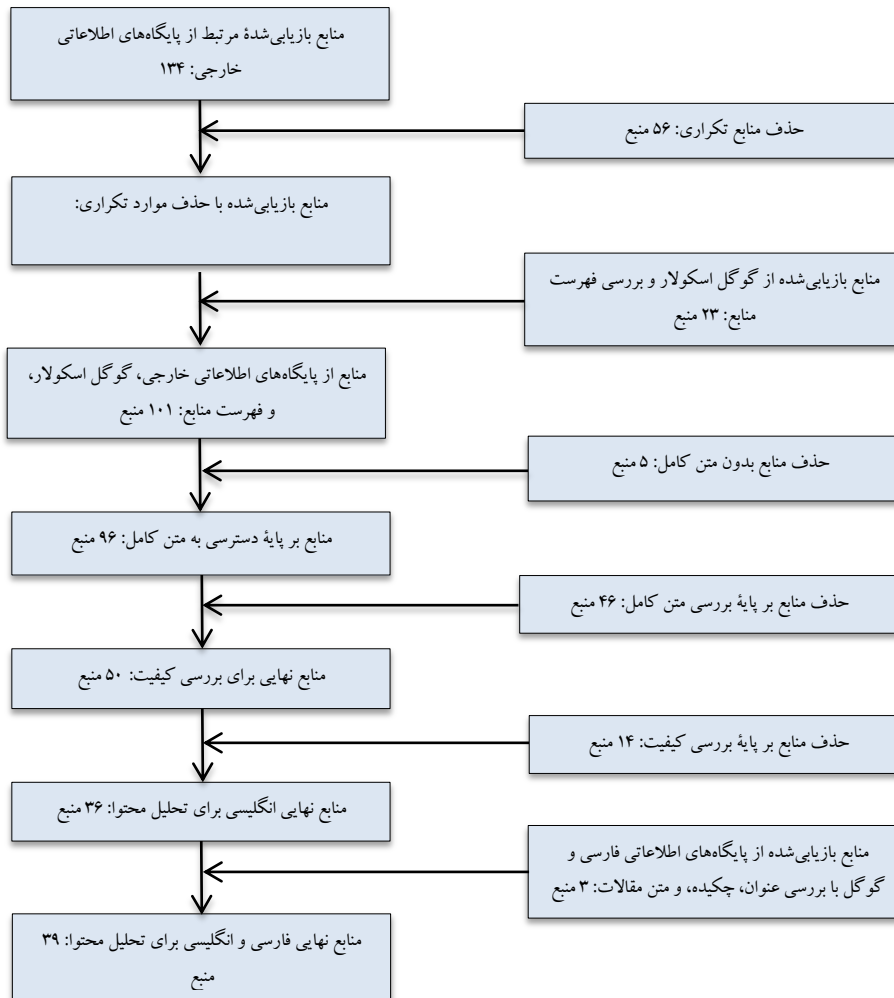 منابع بازیابی‌شدهٔ مرتبط از پایگاه‌های اطلاعاتی
خارجی: ۱۳۴
حذف منابع تکراری: ۵۶ منبع
منابع بازیابی‌شده با حذف موارد تکراری:
منابع بازیابی‌شده از گوگل اسکولار و بررسی فهرست
منابع: ۲۳ منبع
منابع از پایگاه‌های اطلاعاتی خارجی، گوگل اسکولار،
و فهرست منابع: ۱۰۱ منبع
حذف منابع بدون متن کامل: ۵ منبع
منابع بر پایهٔ دسترسی به متن کامل: ۹۶ منبع
حذف منابع بر پایهٔ بررسی متن کامل: ۴۶ منبع
منابع نهایی برای بررسی کیفیت: ۵۰ منبع
حذف منابع بر پایهٔ بررسی کیفیت: ۱۴ منبع
منابع نهایی انگلیسی برای تحلیل محتوا: ۳۶ منبع
منابع بازیابی‌شده از پایگاه‌های اطلاعاتی فارسی و
گوگل با بررسی عنوان، چکیده، و متن مقالات: ۳ منبع
منابع نهایی فارسی و انگلیسی برای تحلیل محتوا: ۳۹
منبع